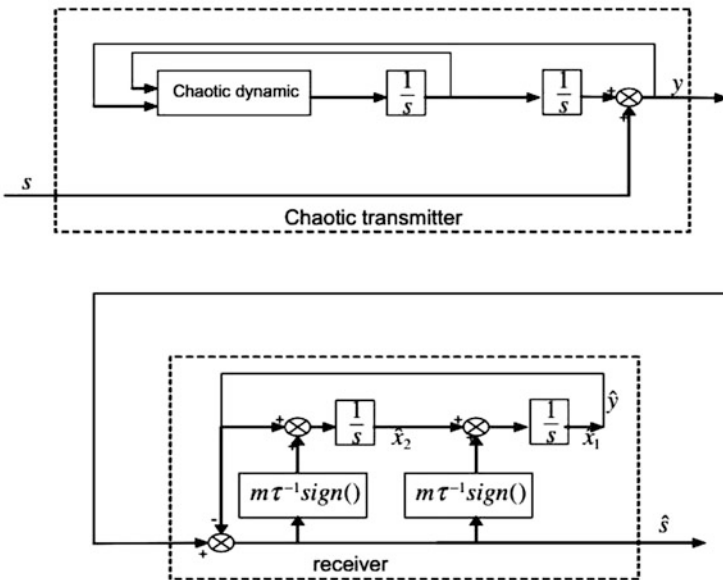 Chaotic dynamic
1
s
1
s
+
+
y
s
Chaotic transmitter
ŷ
+
+
1
s
x̂₂
+
+
1
s
x̂₁
mτ⁻¹sign()
mτ⁻¹sign()
-
+
ŝ
receiver